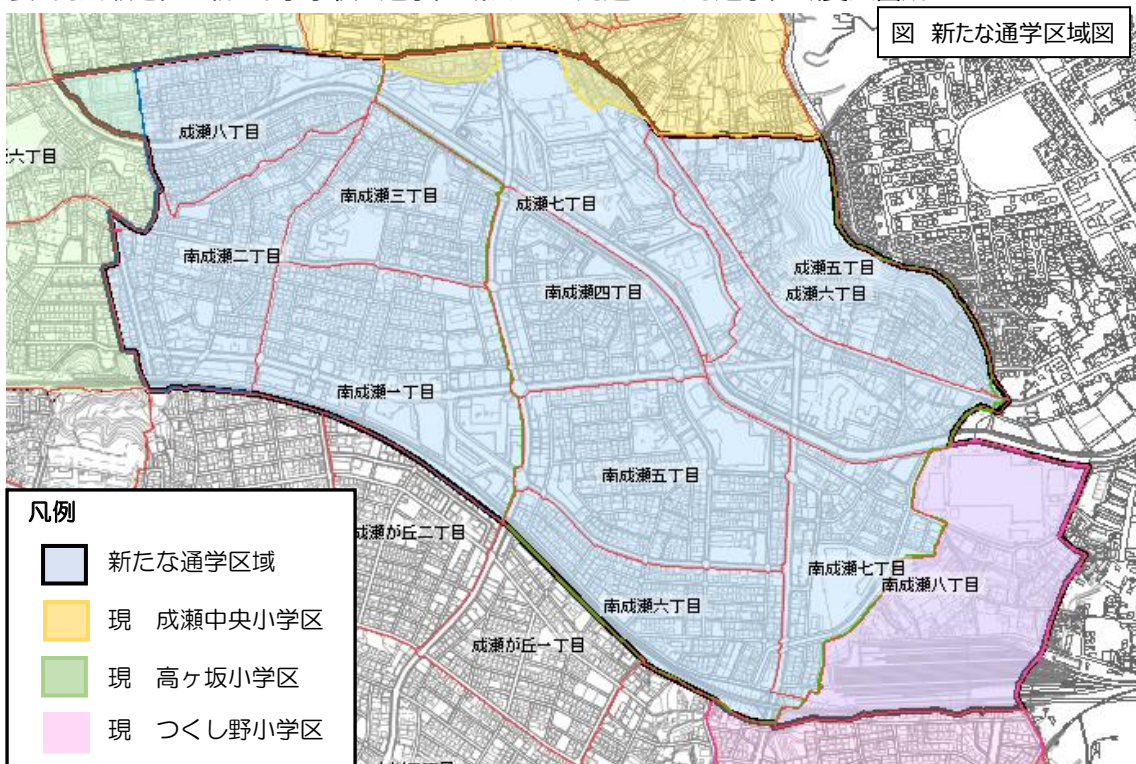 図 新たな通学区域図
成瀬八丁目
六丁目
南成瀬三丁目
成瀬七丁目
南成瀬二丁目
成瀬五丁目
南成瀬四丁目
成瀬六丁目
南成瀬一丁目
南成瀬五丁目
凡例
成瀬が丘二丁目
新たな通学区域
南成瀬七丁目
南成瀬八丁目
現 成瀬中央小学区
南成瀬六丁目
成瀬が丘一丁目
現 高ヶ坂小学区
現 つくし野小学区